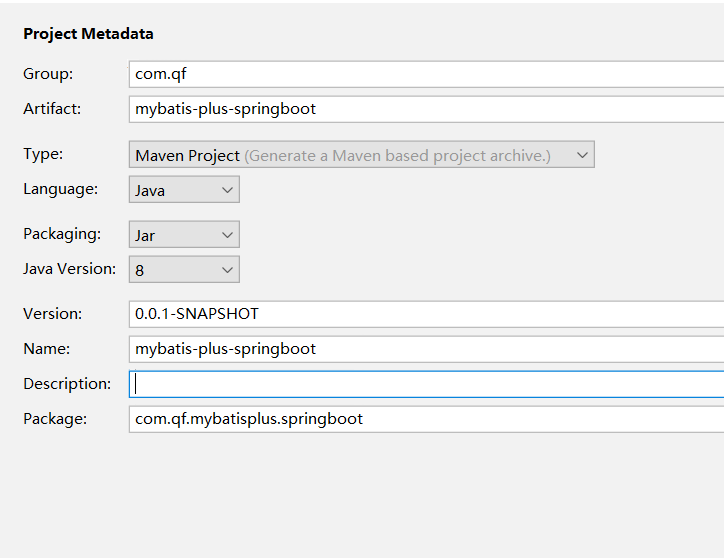 Project Metadata
Group: com.qf
Artifact: mybatis-plus-springboot
Type: Maven Project (Generate a Maven based project archive.)
Language: Java
Packaging: Jar
Java Version: 8
Version: 0.0.1-SNAPSHOT
Name: mybatis-plus-springboot
Description:
Package: com.qf.mybatisplus.springboot